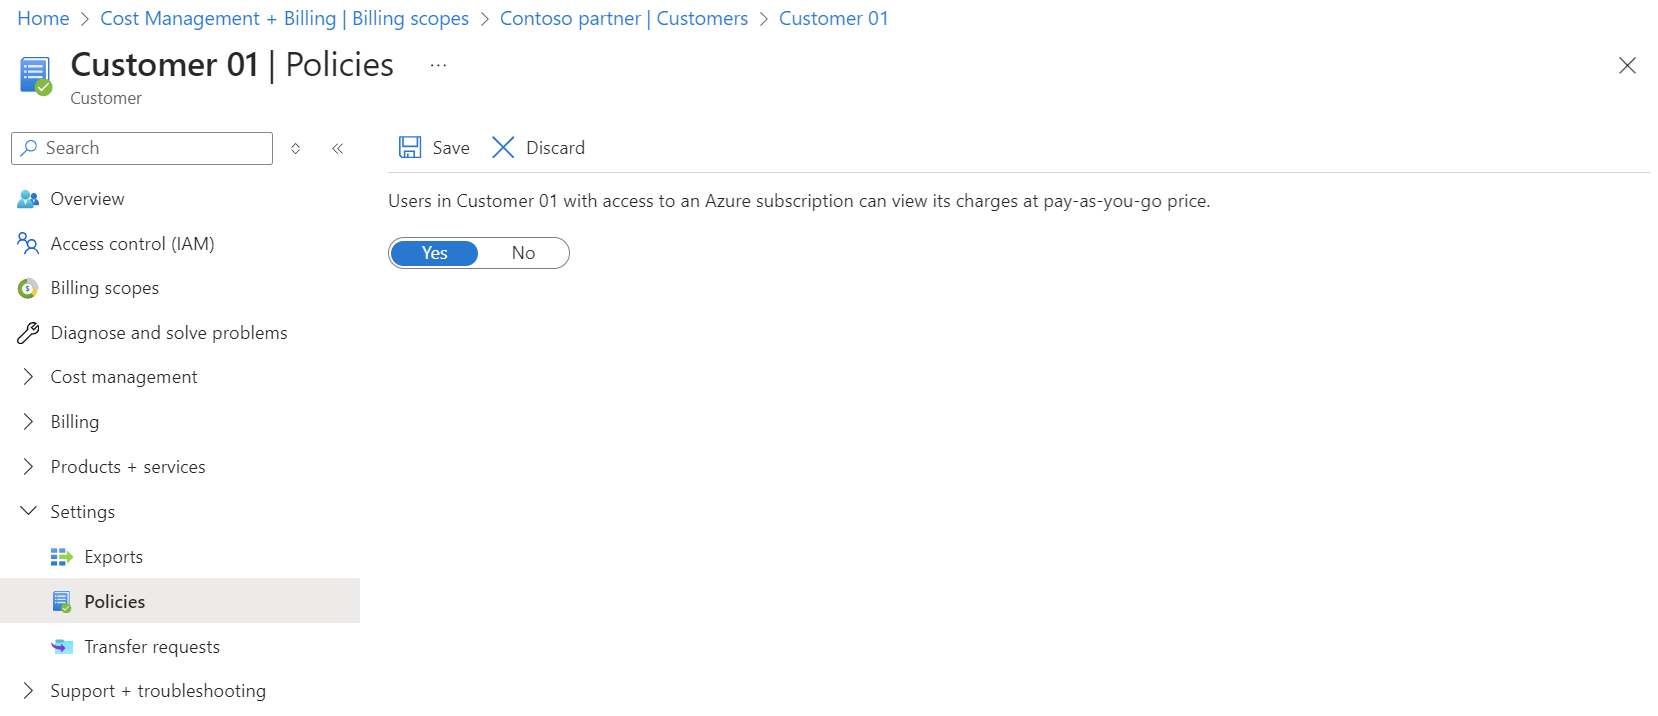 Home > Cost Management + Billing | Billing scopes > Contoso partner | Customers > Customer 01
Customer 01 | Policies ...
Customer
Search
Save Discard
Users in Customer 01 with access to an Azure subscription can view its charges at pay-as-you-go price.
Yes No
Overview
Access control (IAM)
Billing scopes
Diagnose and solve problems
Cost management
Billing
Products + services
Settings
Exports
Policies
Transfer requests
Support + troubleshooting